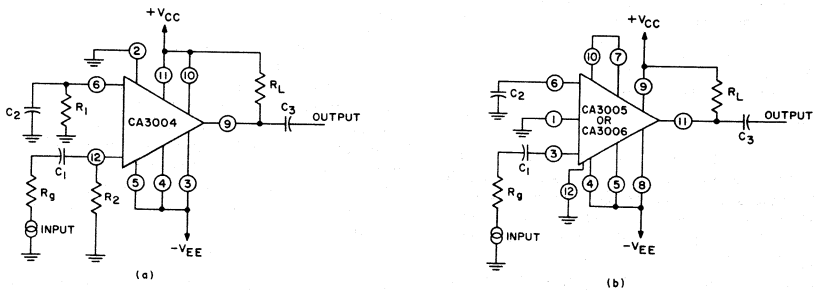 +VCC
2
11
10
6
RL
C2
R1
CA3004
C3
OUTPUT
9
12
C1
Rg
R2
5
4
3
INPUT
-VEE
(a)
+VCC
10
7
6
9
RL
C2
CA3005
OR
CA3006
1
11
OUTPUT
C3
3
C1
Rg
12
4
5
8
INPUT
-VEE
(b)